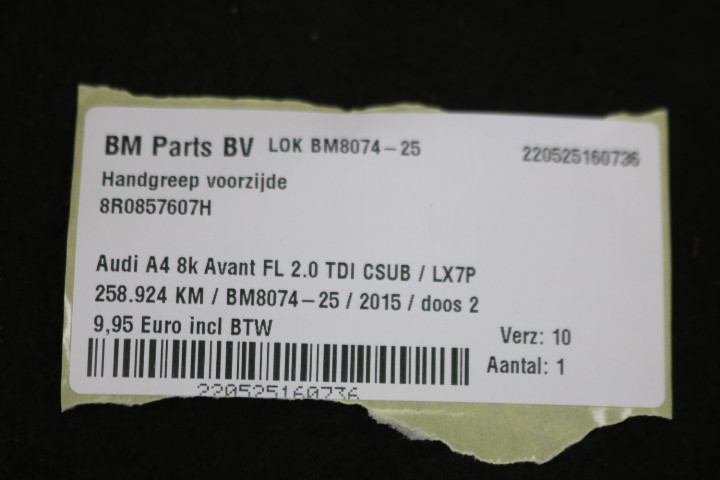 BM Parts BV LOK BM8074-25 220525160736
Handgreep voorzijde
8R0857607H
Audi A4 8k Avant FL 2.0 TDI CSUB / LX7P
258.924 KM / BM8074-25 / 2015 / doos 2
9,95 Euro incl BTW
Verz: 10
Aantal: 1
220525160736